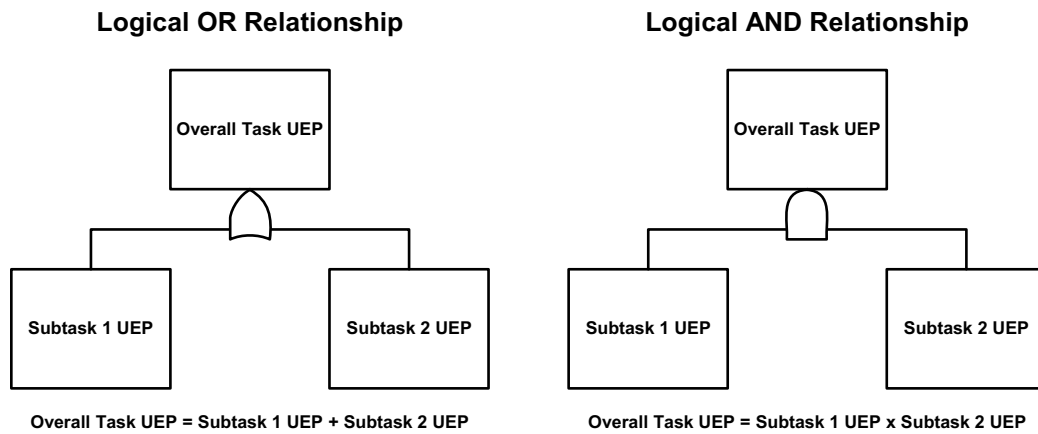 Logical OR Relationship
Overall Task UEP
Subtask 1 UEP
Subtask 2 UEP
Overall Task UEP = Subtask 1 UEP + Subtask 2 UEP
Logical AND Relationship
Overall Task UEP
Subtask 1 UEP
Subtask 2 UEP
Overall Task UEP = Subtask 1 UEP x Subtask 2 UEP